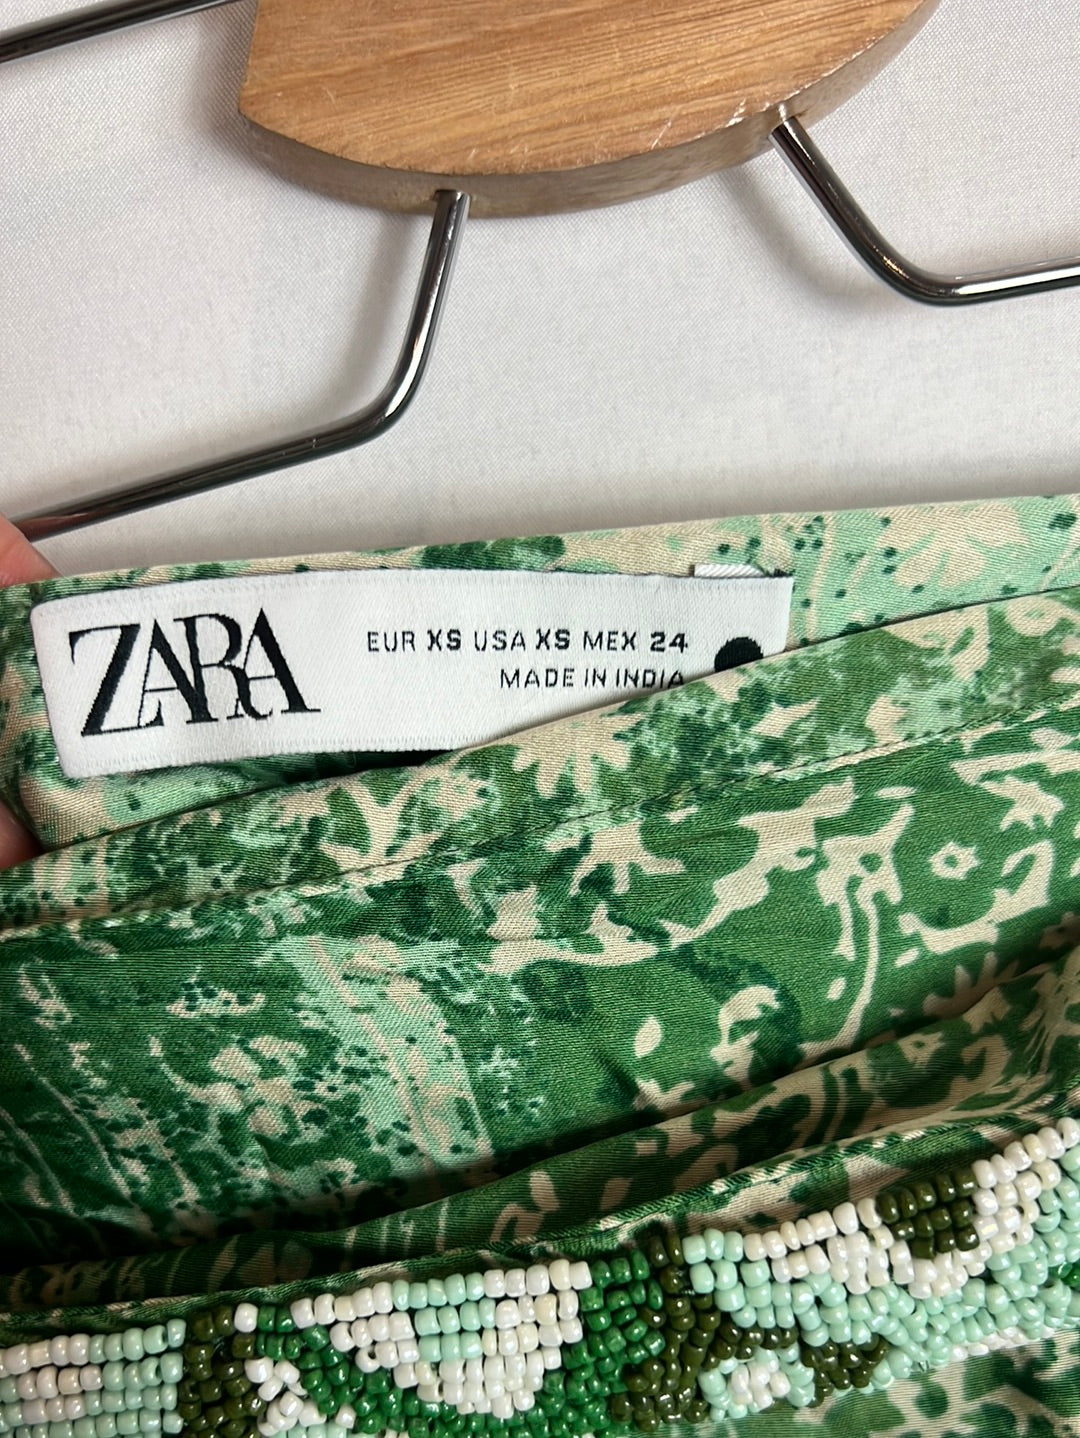 ZARA
EUR XS USA XS MEX 24
MADE IN INDIA